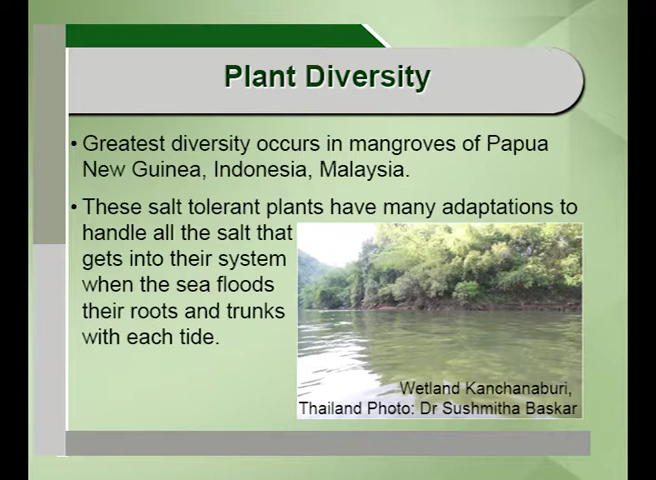 Plant Diversity
• Greatest diversity occurs in mangroves of Papua
New Guinea, Indonesia, Malaysia.
• These salt tolerant plants have many adaptations to
handle all the salt that
gets into their system
when the sea floods
their roots and trunks
with each tide.
Wetland Kanchanaburi,
Thailand Photo: Dr Sushmitha Baskar